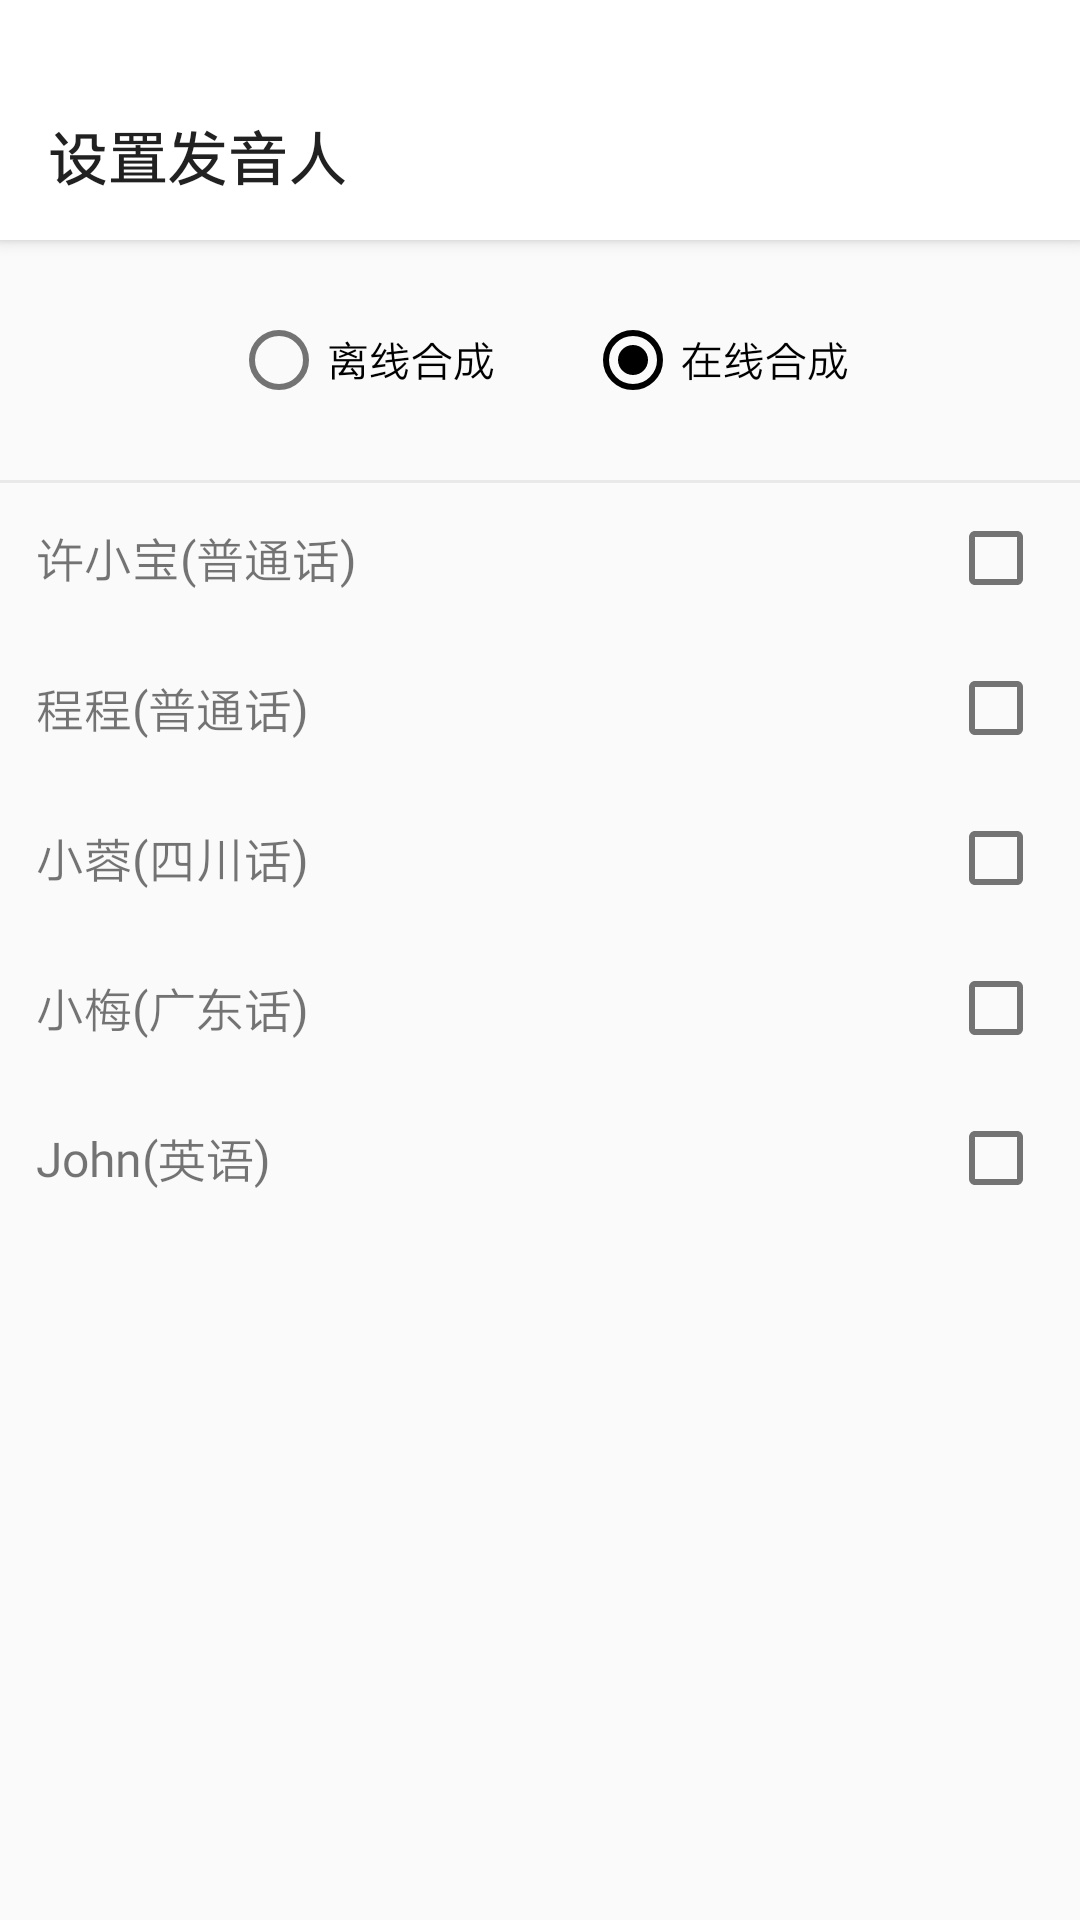 设置发音人
离线合成 在线合成
许小宝(普通话)
程程(普通话)
小蓉(四川话)
小梅(广东话)
John(英语)